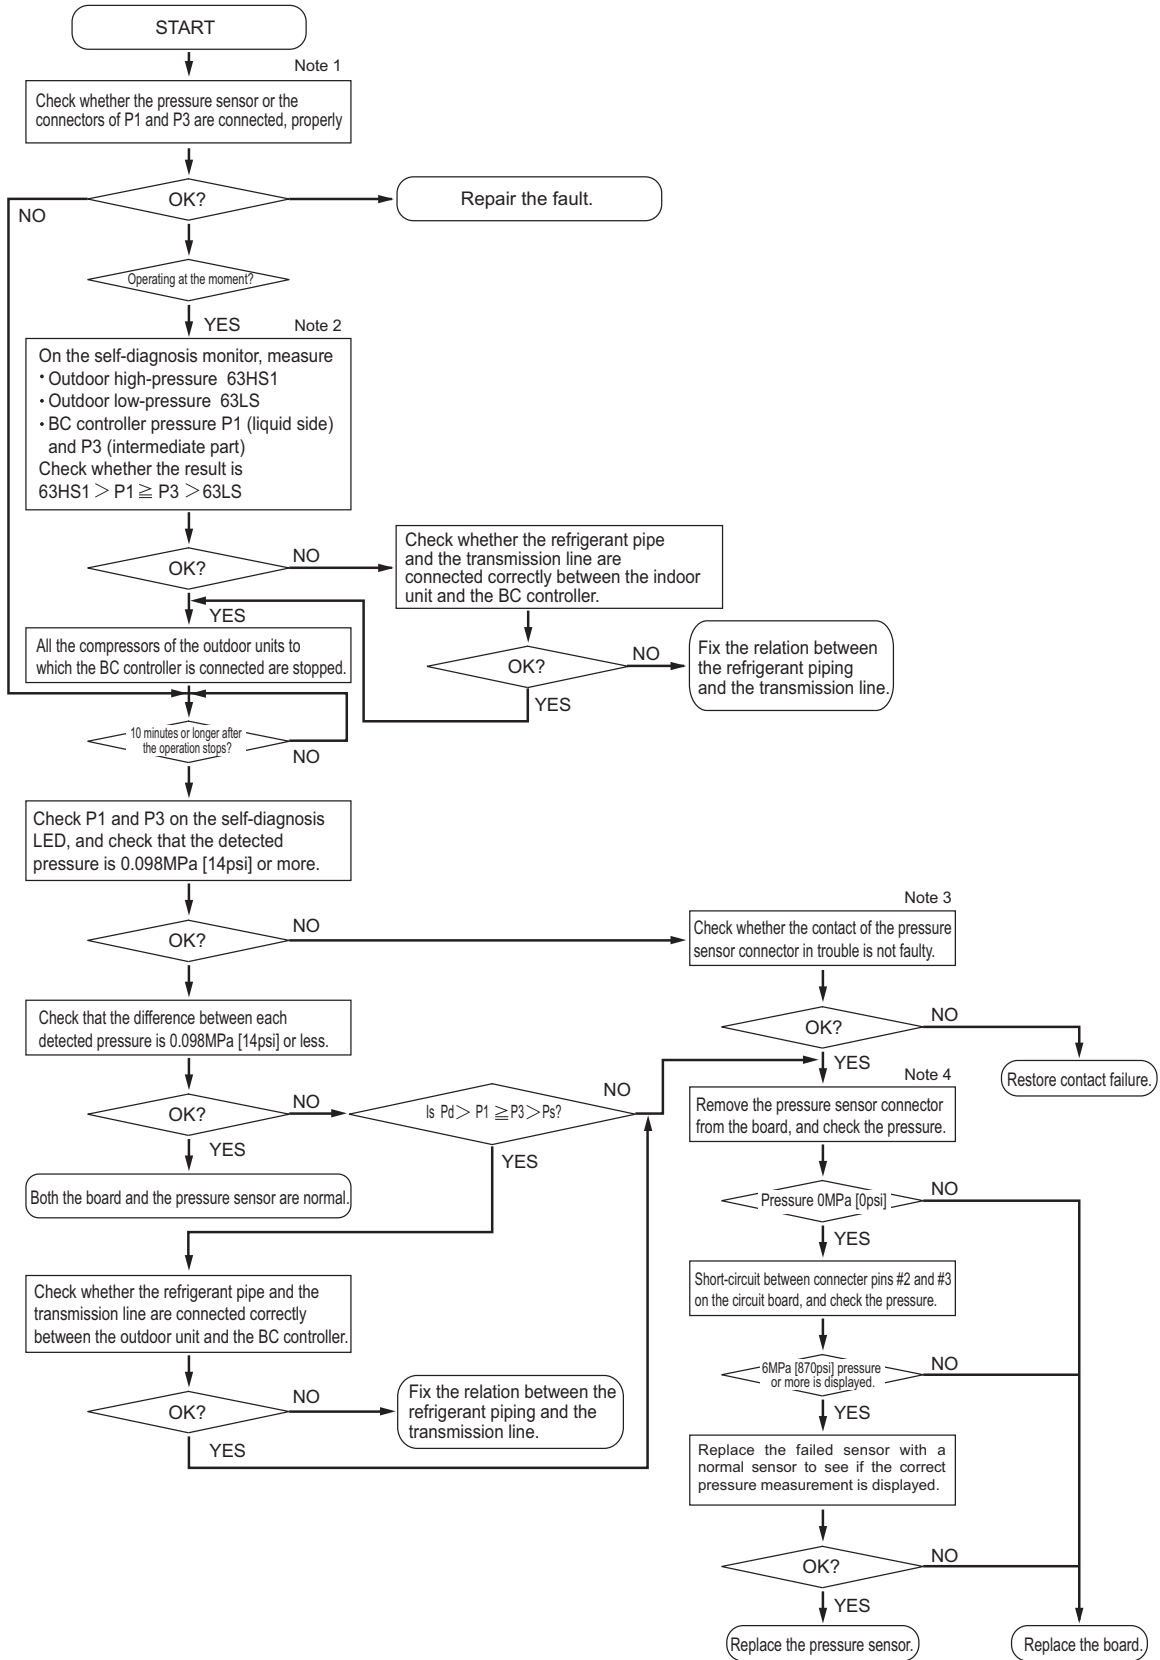 START
Note 1
Check whether the pressure sensor or the
connectors of P1 and P3 are connected, properly
OK?
NO
Repair the fault.
Operating at the moment?
YES
Note 2
On the self-diagnosis monitor, measure
・Outdoor high-pressure 63HS1
・Outdoor low-pressure 63LS
・BC controller pressure P1 (liquid side)
and P3 (intermediate part)
Check whether the result is
63HS1＞P1≧P3＞63LS
OK?
NO
YES
Check whether the refrigerant pipe
and the transmission line are
connected correctly between the indoor
unit and the BC controller.
OK?
NO
YES
Fix the relation between
the refrigerant piping
and the transmission line.
All the compressors of the outdoor units to
which the BC controller is connected are stopped.
10 minutes or longer after
the operation stops?
NO
Check P1 and P3 on the self-diagnosis
LED, and check that the detected
pressure is 0.098MPa [14psi] or more.
OK?
NO
Note 3
Check whether the contact of the pressure
sensor connector in trouble is not faulty.
OK?
NO
YES
Restore contact failure.
Check that the difference between each
detected pressure is 0.098MPa [14psi] or less.
OK?
NO
YES
Is Pd＞P1≧P3＞Ps?
NO
YES
Both the board and the pressure sensor are normal.
Note 4
Remove the pressure sensor connector
from the board, and check the pressure.
Pressure 0MPa [0psi]
NO
YES
Check whether the refrigerant pipe and the
transmission line are connected correctly
between the outdoor unit and the BC controller.
OK?
NO
YES
Fix the relation between the
refrigerant piping and the
transmission line.
Short-circuit between connecter pins #2 and #3
on the circuit board, and check the pressure.
6MPa [870psi] pressure
or more is displayed.
NO
YES
Replace the failed sensor with a
normal sensor to see if the correct
pressure measurement is displayed.
OK?
NO
YES
Replace the pressure sensor.
Replace the board.